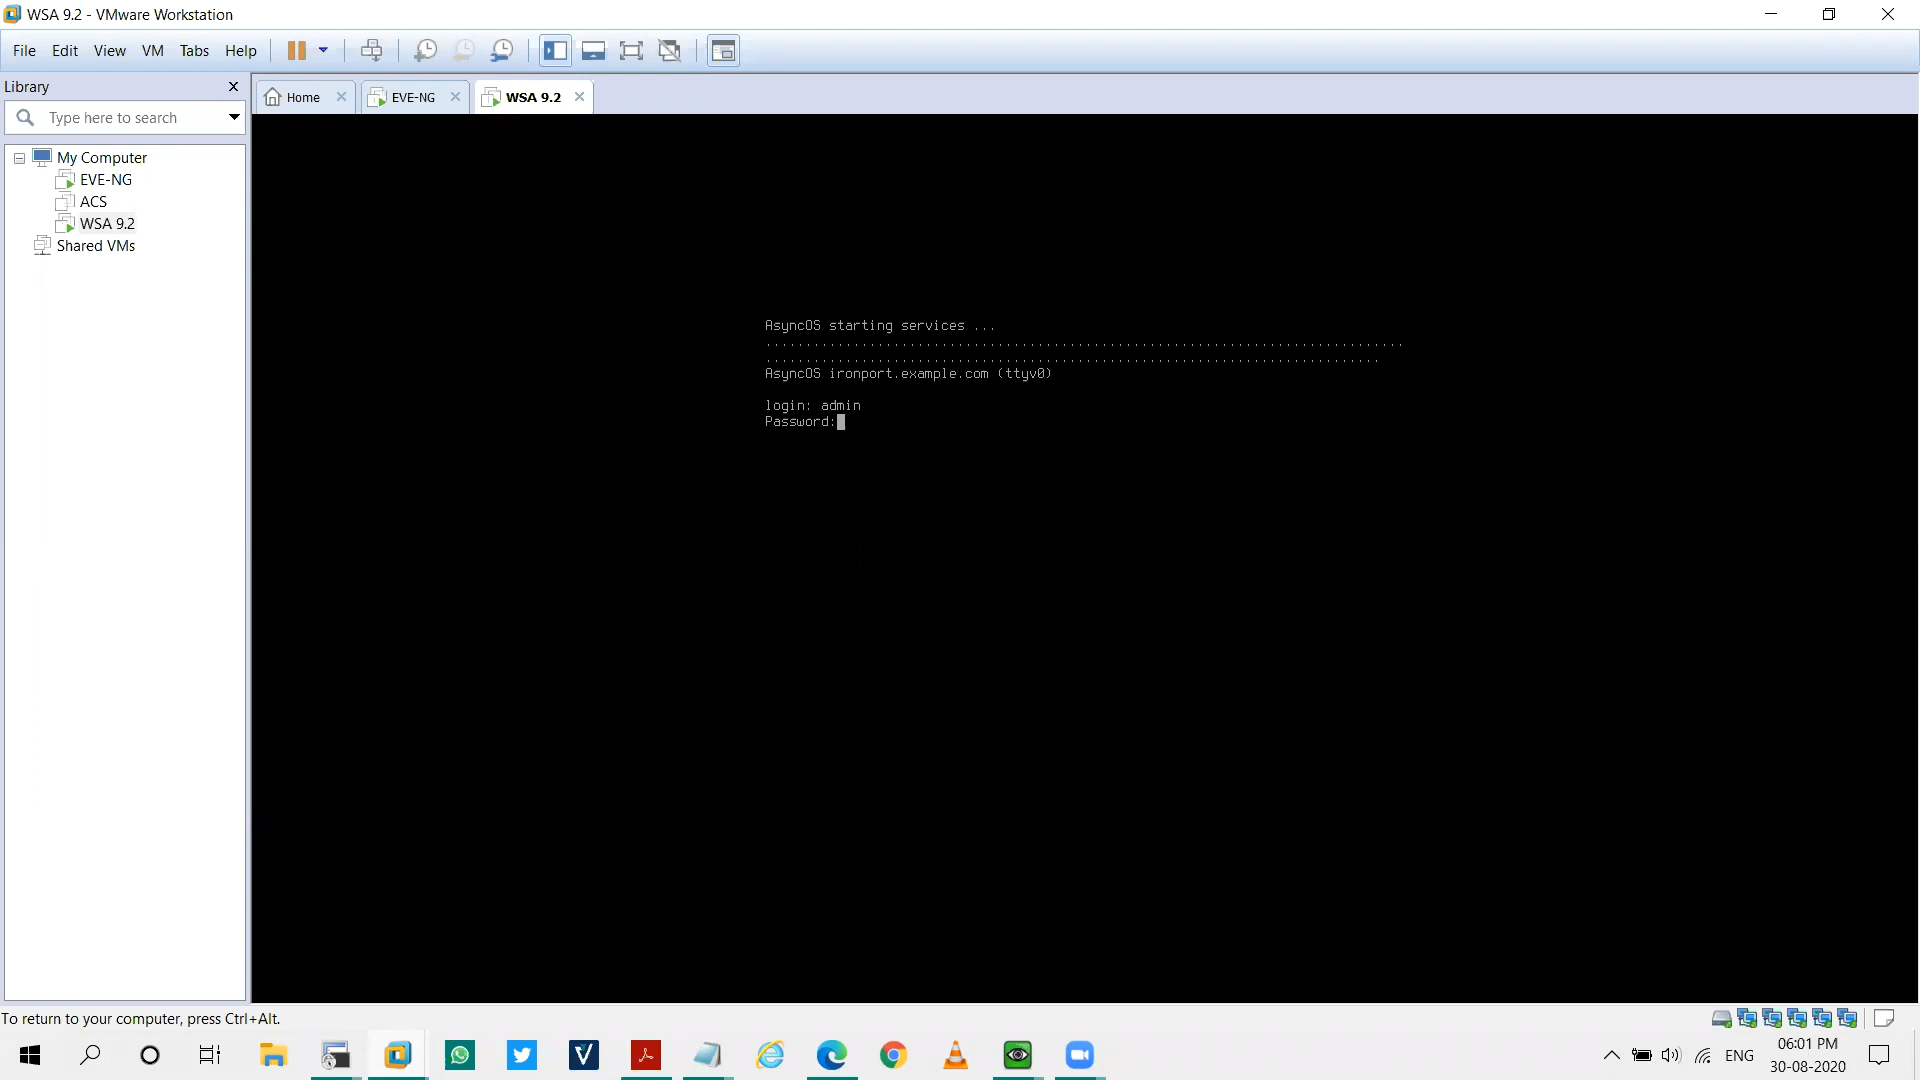 WSA 9.2 - VMware Workstation
File Edit View VM Tabs Help
Library
Home EVE-NG WSA 9.2
Type here to search
My Computer
EVE-NG
ACS
WSA 9.2
Shared VMs
AsyncOS starting services ...
................................................................................
.............................................................................
AsyncOS ironport.example.com (ttyv0)
login: admin
Password:
To return to your computer, press Ctrl+Alt.
ENG
06:01 PM
30-08-2020